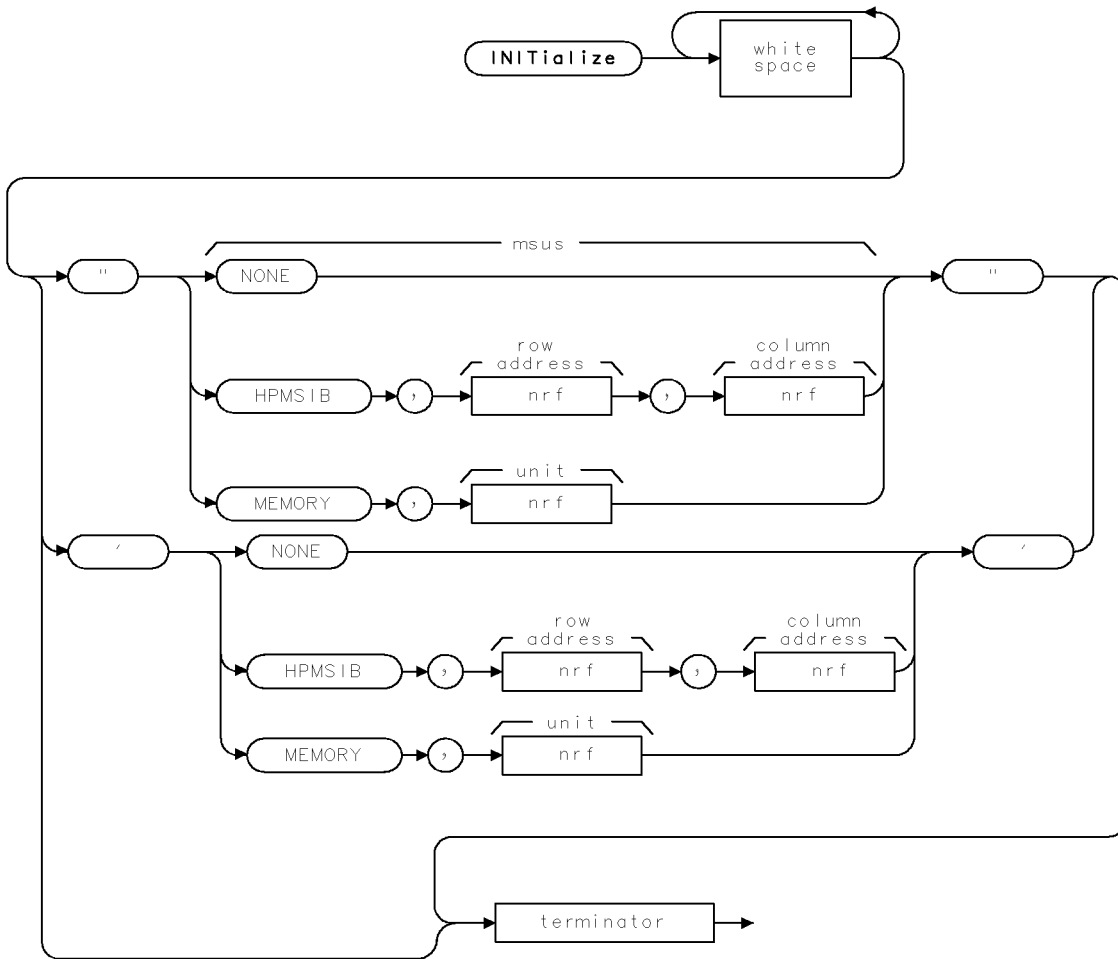 INITialize
white
space
msus
" NONE "
row
address
column
address
HPMSIB , nrf , nrf
unit
MEMORY , nrf
' NONE '
row
address
column
address
HPMSIB , nrf , nrf
unit
MEMORY , nrf
terminator